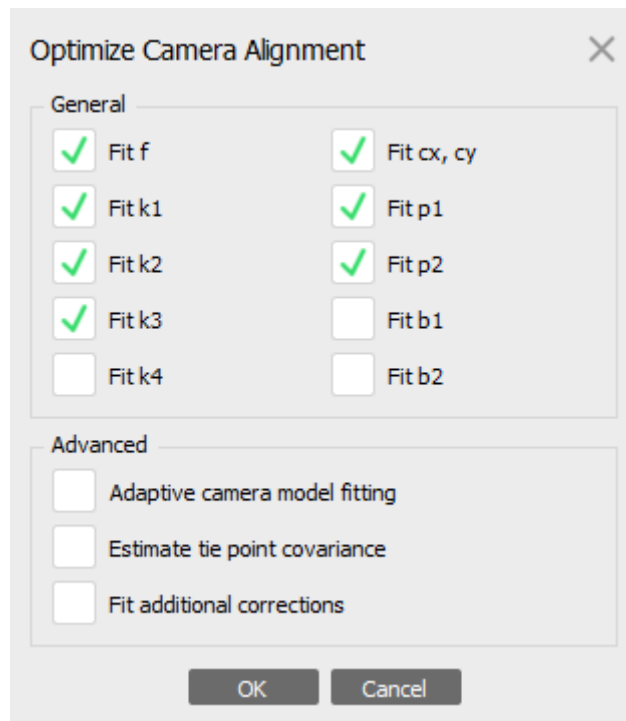 Optimize Camera Alignment
General
Fit f
Fit cx, cy
Fit k1
Fit p1
Fit k2
Fit p2
Fit k3
Fit b1
Fit k4
Fit b2
Advanced
Adaptive camera model fitting
Estimate tie point covariance
Fit additional corrections
OK
Cancel